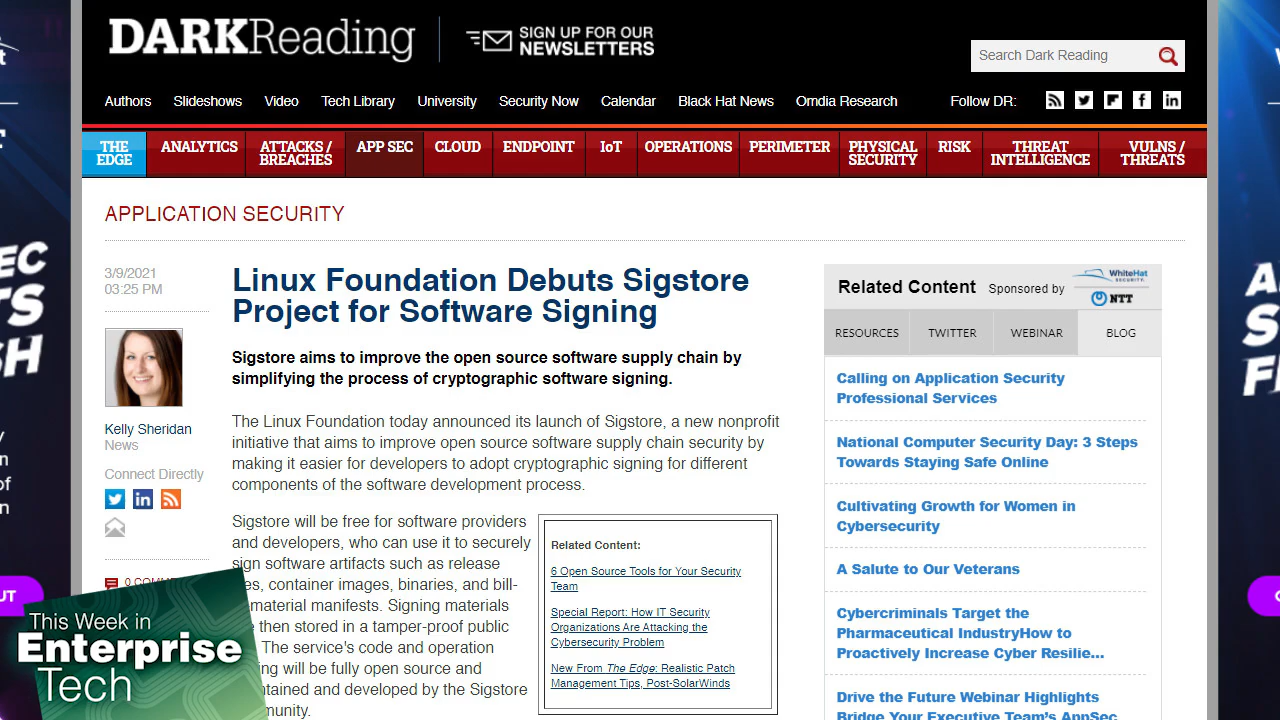 DARKReading
SIGN UP FOR OUR
NEWSLETTERS
Search Dark Reading
Authors Slideshows Video Tech Library University Security Now Calendar Black Hat News Omdia Research Follow DR:
THE EDGE
ANALYTICS
ATTACKS / BREACHES
APP SEC
CLOUD
ENDPOINT
IoT
OPERATIONS
PERIMETER
PHYSICAL SECURITY
RISK
THREAT INTELLIGENCE
VULNS / THREATS
APPLICATION SECURITY
3/9/2021
03:25 PM
Kelly Sheridan
News
Connect Directly
Linux Foundation Debuts Sigstore
Project for Software Signing
Sigstore aims to improve the open source software supply chain by
simplifying the process of cryptographic software signing.
The Linux Foundation today announced its launch of Sigstore, a new nonprofit
initiative that aims to improve open source software supply chain security by
making it easier for developers to adopt cryptographic signing for different
components of the software development process.
Sigstore will be free for software providers
and developers, who can use it to securely
sign software artifacts such as release
es, container images, binaries, and bill-
material manifests. Signing materials
then stored in a tamper-proof public
The service's code and operation
ing will be fully open source and
ntained and developed by the Sigstore
munity.
Related Content:
6 Open Source Tools for Your Security
Team
Special Report: How IT Security
Organizations Are Attacking the
Cybersecurity Problem
New From The Edge: Realistic Patch
Management Tips, Post-SolarWinds
Related Content Sponsored by
WhiteHat
SECURITY
NTT
RESOURCES TWITTER WEBINAR BLOG
Calling on Application Security
Professional Services
National Computer Security Day: 3 Steps
Towards Staying Safe Online
Cultivating Growth for Women in
Cybersecurity
A Salute to Our Veterans
Cybercriminals Target the
Pharmaceutical IndustryHow to
Proactively Increase Cyber Resilie...
Drive the Future Webinar Highlights
Bridge Your Executive Team's AppSec
This Week in
Enterprise
Tech